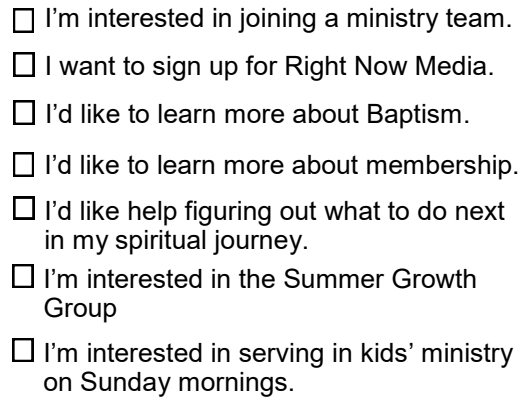 I’m interested in joining a ministry team.
I want to sign up for Right Now Media.
I’d like to learn more about Baptism.
I’d like to learn more about membership.
I’d like help figuring out what to do next
in my spiritual journey.
I’m interested in the Summer Growth
Group
I’m interested in serving in kids’ ministry
on Sunday mornings.